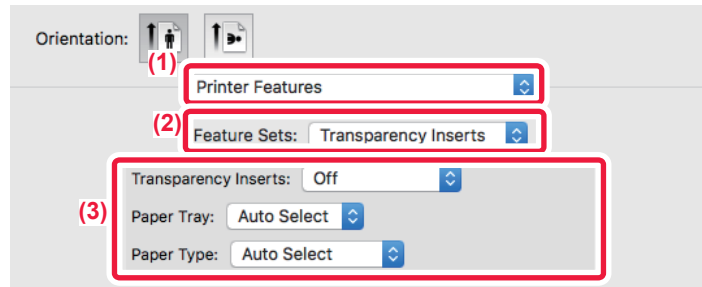 Orientation:
(1)
Printer Features
(2)
Feature Sets: Transparency Inserts
(3)
Transparency Inserts: Off
Paper Tray: Auto Select
Paper Type: Auto Select